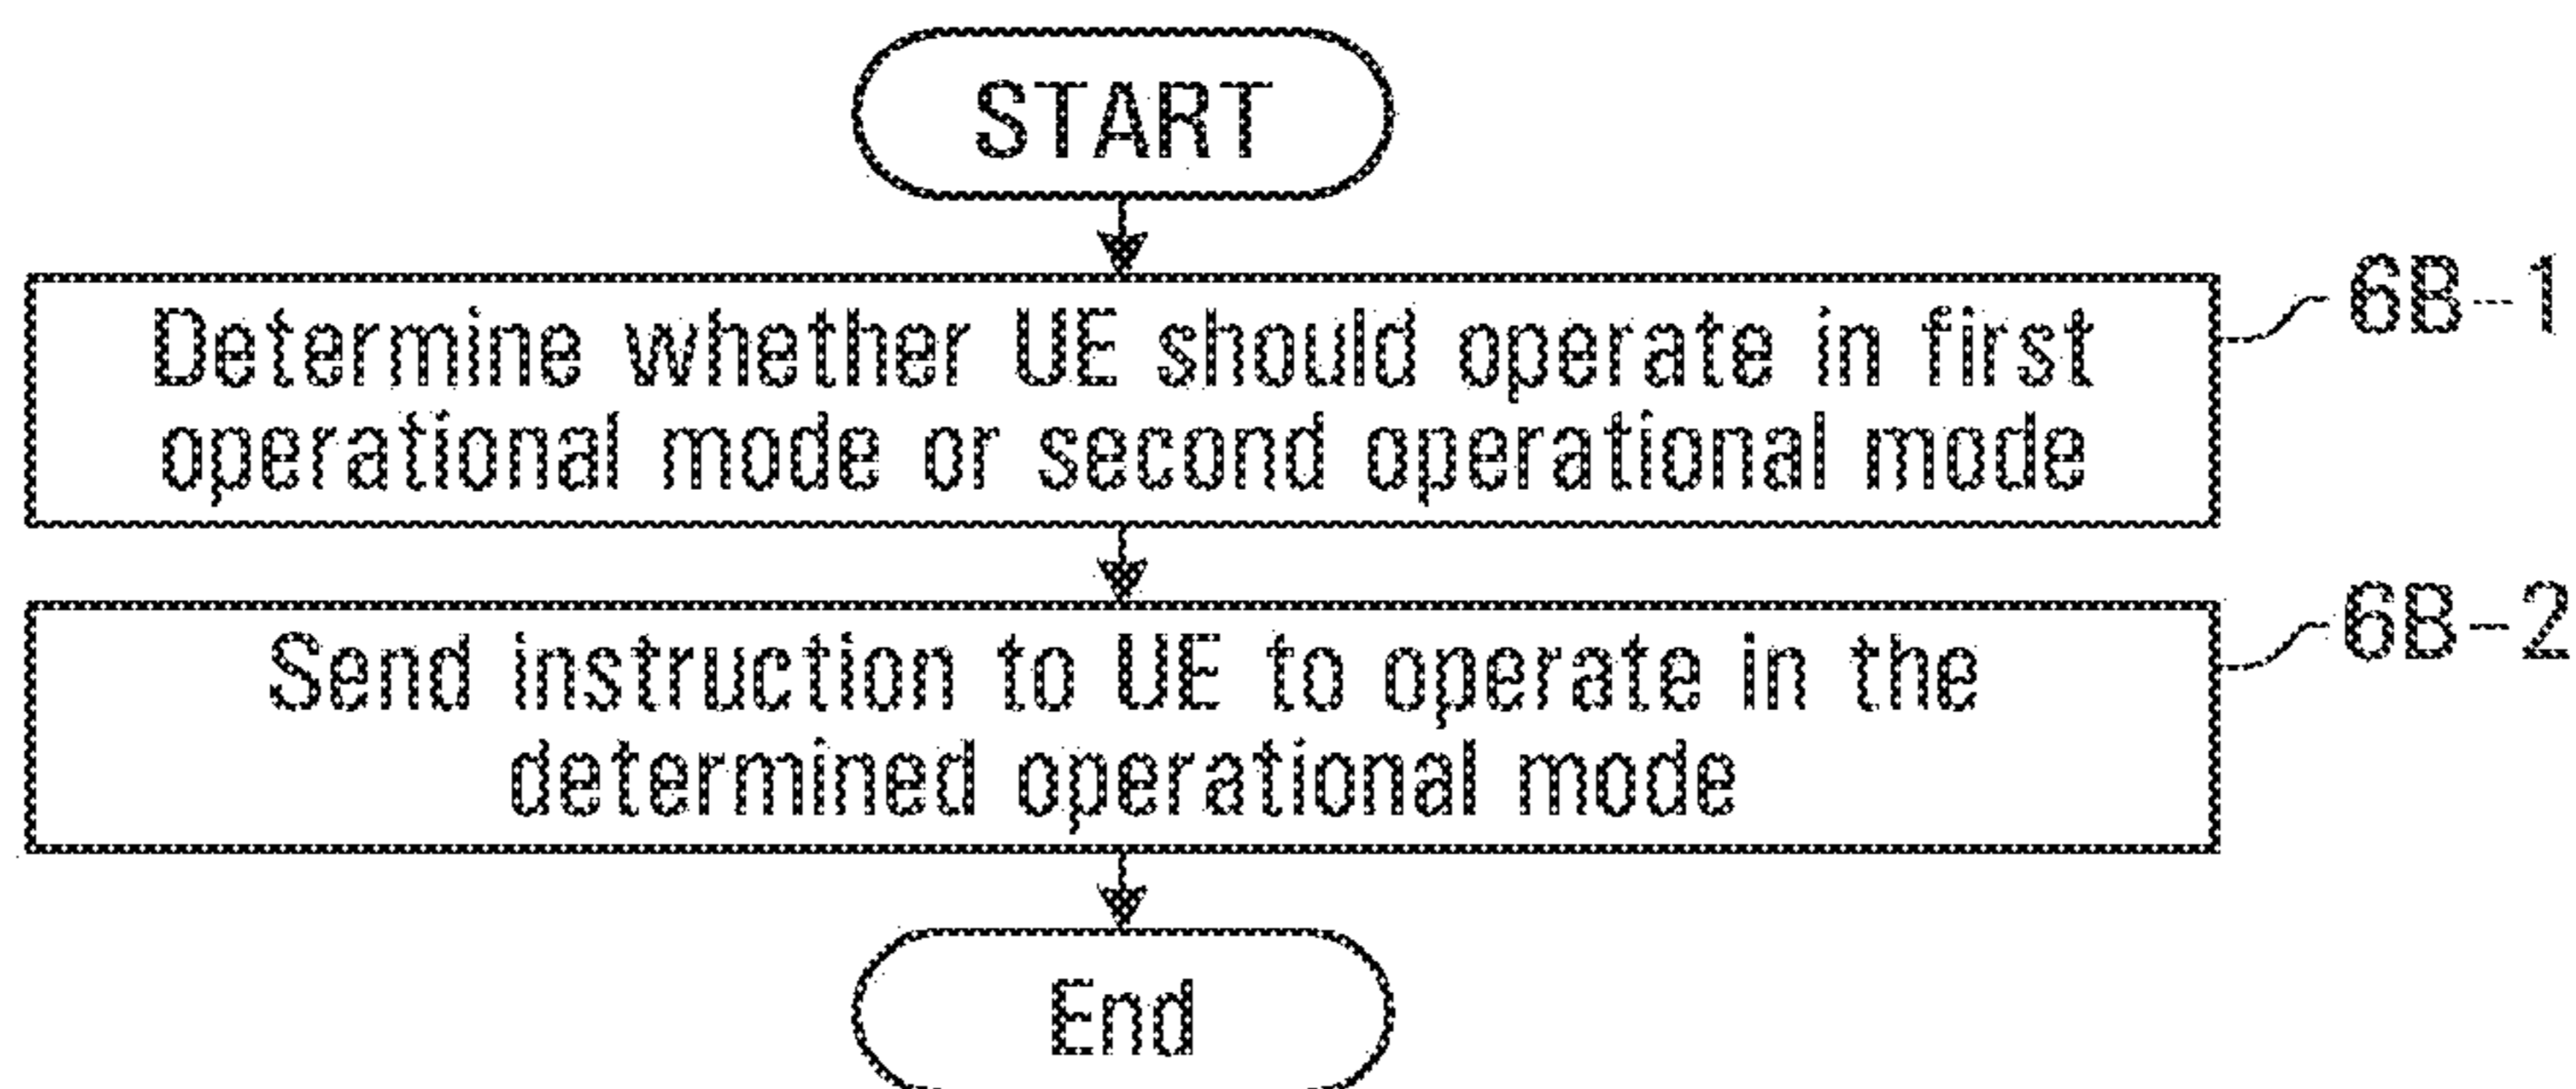 START
Determine whether UE should operate in first
operational mode or second operational mode
6B-1
Send instruction to UE to operate in the
determined operational mode
6B-2
End